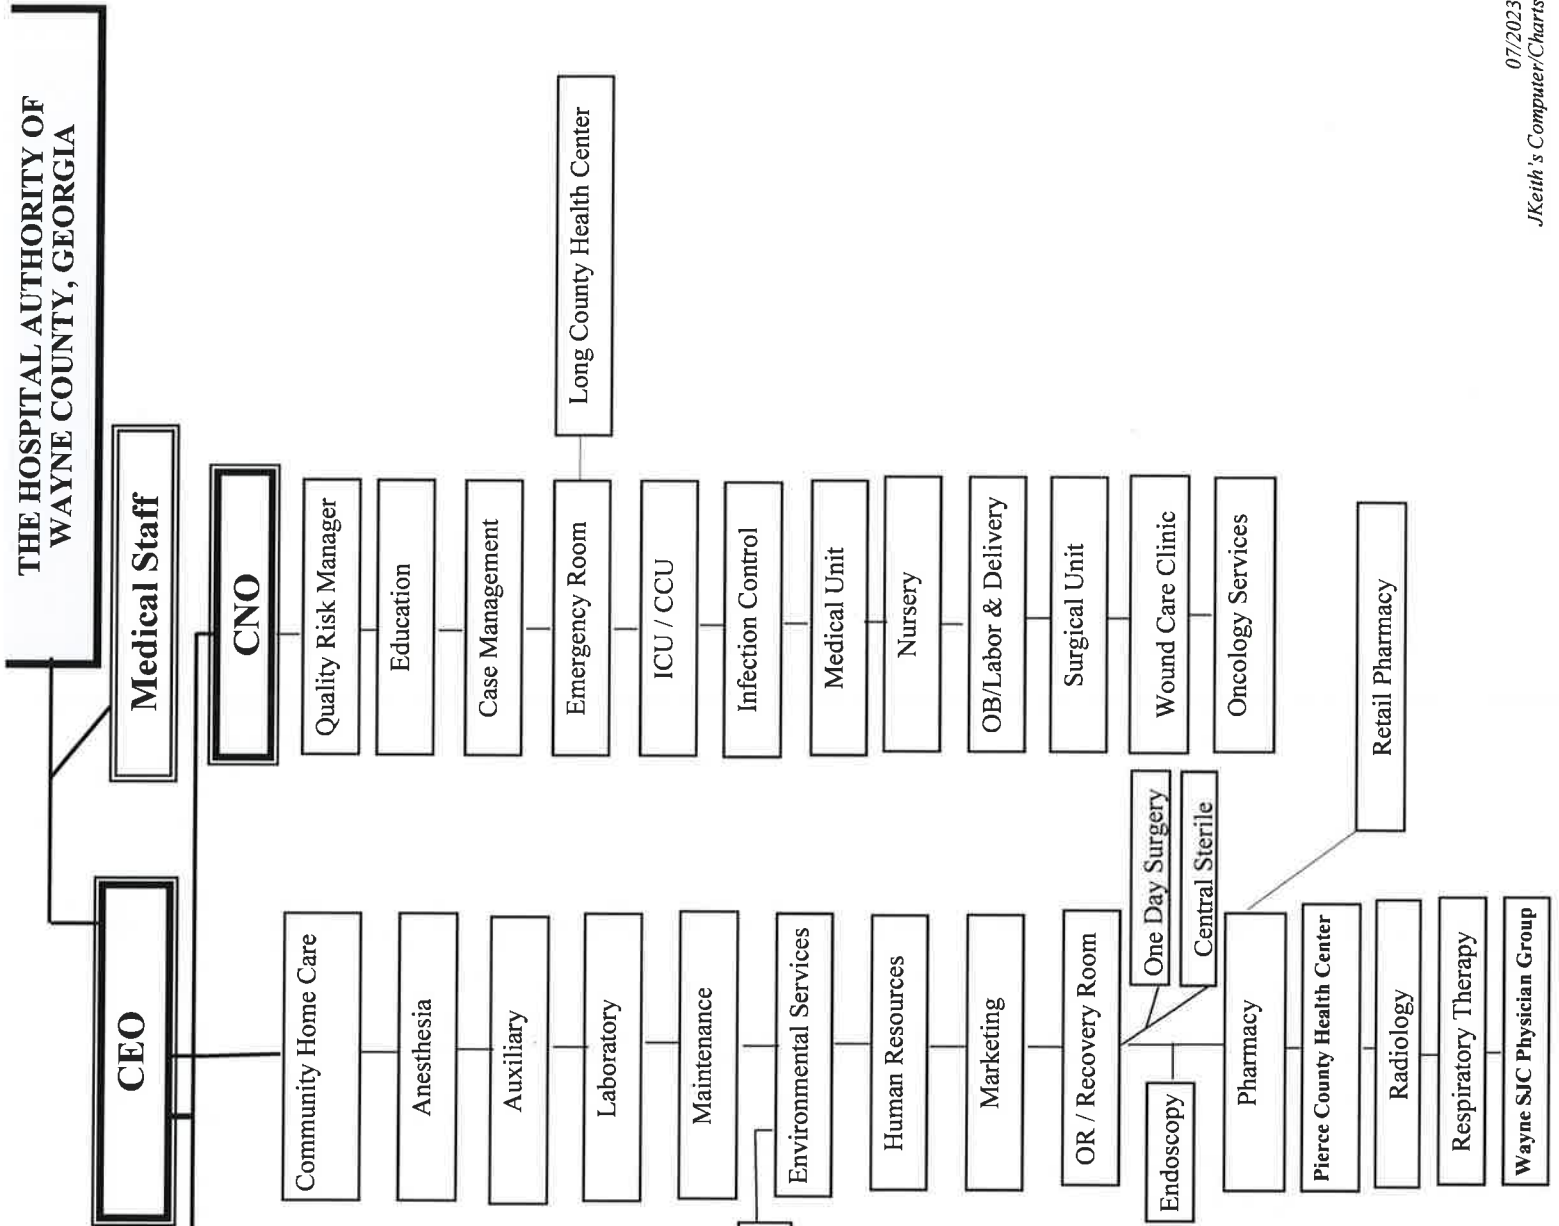 THE HOSPITAL AUTHORITY OF
WAYNE COUNTY, GEORGIA
Medical Staff
CEO
CNO
Community Home Care
Anesthesia
Auxiliary
Laboratory
Maintenance
Environmental Services
Human Resources
Marketing
OR / Recovery Room
One Day Surgery
Central Sterile
Endoscopy
Pharmacy
Retail Pharmacy
Pierce County Health Center
Radiology
Respiratory Therapy
Wayne SJC Physician Group
Quality Risk Manager
Education
Case Management
Emergency Room
Long County Health Center
ICU / CCU
Infection Control
Medical Unit
Nursery
OB/Labor & Delivery
Surgical Unit
Wound Care Clinic
Oncology Services
07/2023
JKeith's Computer/Charts